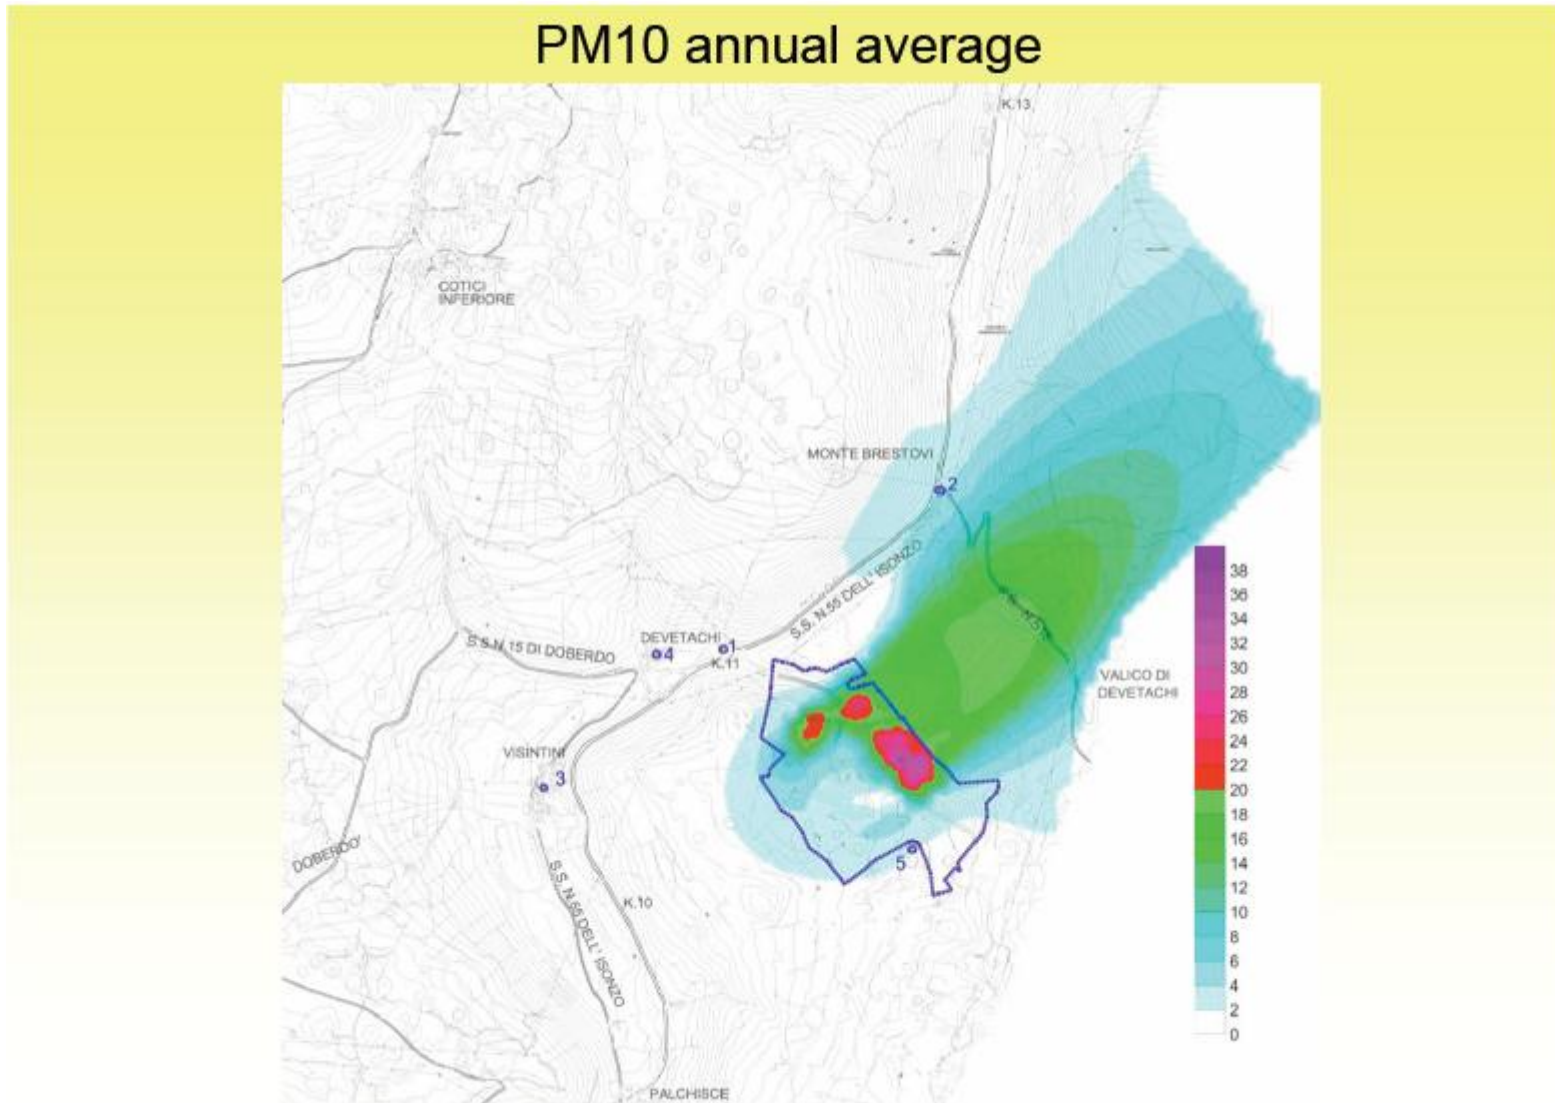 PM10 annual average
K.13
COTICI
INFERIORE
MONTE BRESTOVI
2
S.S. N.55 DELL' ISONZO
DEVETACHI
1
4
K.11
S.S.N.15 DI DOBERDO
VALICO DI
DEVETACHI
VISINTINI
3
DOBERDO'
5
K.10
S.S. N.55 DELL' ISONZO
PALCHISCE
38
36
34
32
30
28
26
24
22
20
18
16
14
12
10
8
6
4
2
0